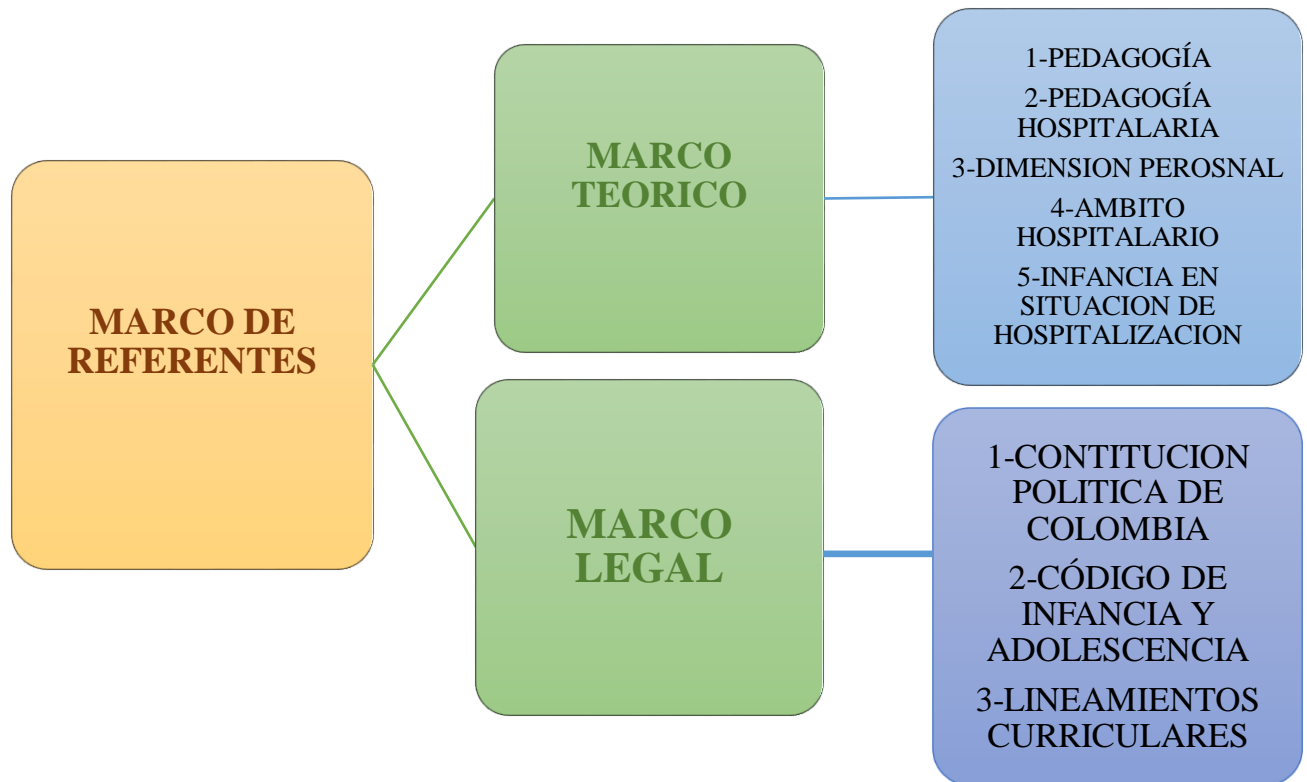 MARCO DE
REFERENTES
MARCO
TEORICO
1-PEDAGOGÍA
2-PEDAGOGÍA
HOSPITALARIA
3-DIMENSION PEROSNAL
4-AMBITO
HOSPITALARIO
5-INFANCIA EN
SITUACION DE
HOSPITALIZACION
MARCO
LEGAL
1-CONTITUCION
POLITICA DE
COLOMBIA
2-CÓDIGO DE
INFANCIA Y
ADOLESCENCIA
3-LINEAMIENTOS
CURRICULARES